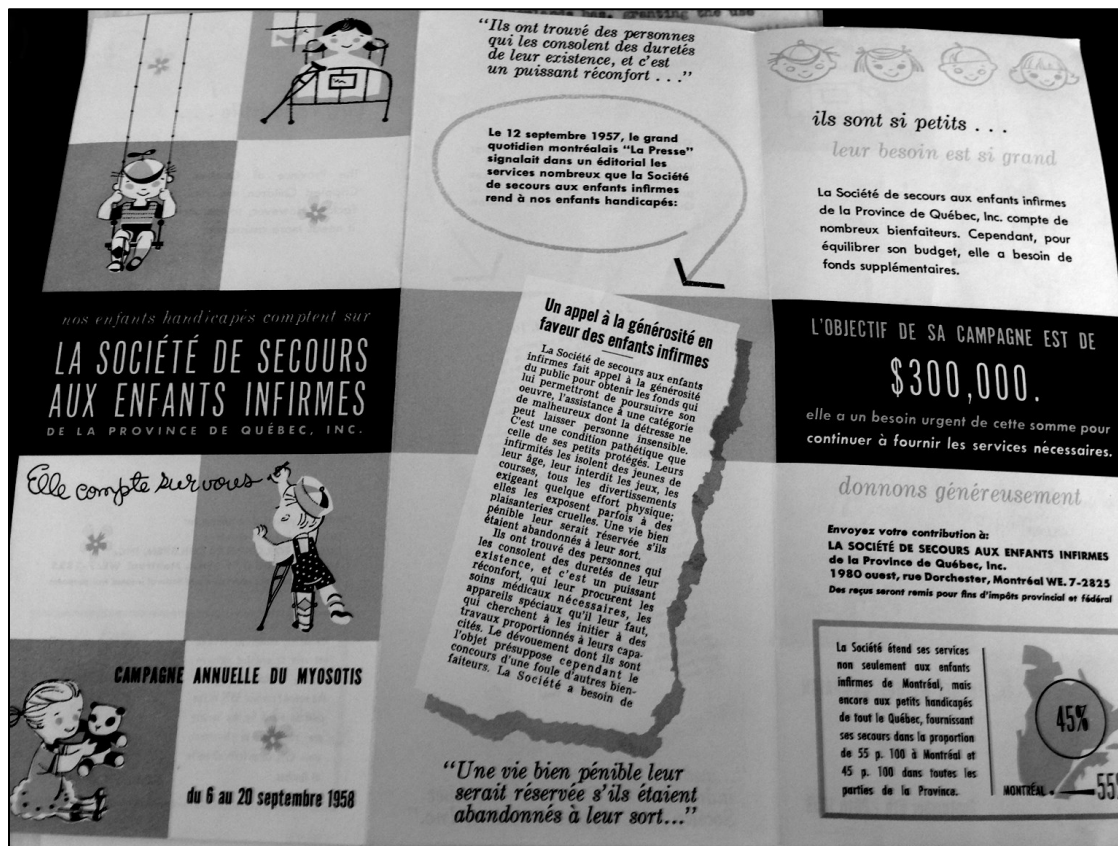 nos enfants handicapés comptent sur
LA SOCIÉTÉ DE SECOURS
AUX ENFANTS INFIRMES
DE LA PROVINCE DE QUÉBEC, INC.
Elle compte sur vous
CAMPAGNE ANNUELLE DU MYOSOTIS
du 6 au 20 septembre 1958
granting the use
“Ils ont trouvé des personnes
qui les consolent des duretés
de leur existence, et c’est
un puissant réconfort . . .”
Le 12 septembre 1957, le grand
quotidien montréalais “La Presse”
signalait dans un éditorial les
services nombreux que la Société
de secours aux enfants infirmes
rend à nos enfants handicapés:
Un appel à la générosité en
faveur des enfants infirmes
La Société de secours aux enfants
infirmes fait appel à la générosité
du public pour obtenir les fonds qui
lui permettront de poursuivre son
oeuvre, l’assistance à une catégorie
de malheureux dont la détresse ne
peut laisser personne insensible.
C’est une condition pathétique que
celle de ses petits protégés. Leurs
infirmités les isolent des jeunes de
leur âge, leur interdit les jeux, les
courses, tous les divertissements
exigeant quelque effort physique;
elles les exposent parfois à des
plaisanteries cruelles. Une vie bien
pénible leur serait réservée s’ils
étaient abandonnés à leur sort.
Ils ont trouvé des personnes qui
les consolent des duretés de leur
existence, et c’est un puissant
réconfort, qui leur procurent les
soins médicaux nécessaires, les
appareils spéciaux qu’il leur faut,
qui cherchent à les initier à des
travaux proportionnés à leurs capa-
cités. Le dévouement dont ils sont
l’objet présuppose cependant le
concours d’une foule d’autres bien-
faiteurs. La Société a besoin de
“Une vie bien pénible leur
serait réservée s’ils étaient
abandonnés à leur sort...”
ils sont si petits . . .
leur besoin est si grand
La Société de secours aux enfants infirmes
de la Province de Québec, Inc. compte de
nombreux bienfaiteurs. Cependant, pour
équilibrer son budget, elle a besoin de
fonds supplémentaires.
L’OBJECTIF DE SA CAMPAGNE EST DE
$300,000.
elle a un besoin urgent de cette somme pour
continuer à fournir les services nécessaires.
donnons généreusement
Envoyez votre contribution à:
LA SOCIÉTÉ DE SECOURS AUX ENFANTS INFIRMES
de la Province de Québec, Inc.
1980 ouest, rue Dorchester, Montréal WE. 7-2825
Des reçus seront remis pour fins d’impôts provincial et fédéral
La Société étend ses services
non seulement aux enfants
infirmes de Montréal, mais
encore aux petits handicapés
de tout le Québec, fournissant
ses secours dans la proportion
de 55 p. 100 à Montréal et
45 p. 100 dans toutes les
parties de la Province.
45%
MONTRÉAL
55%